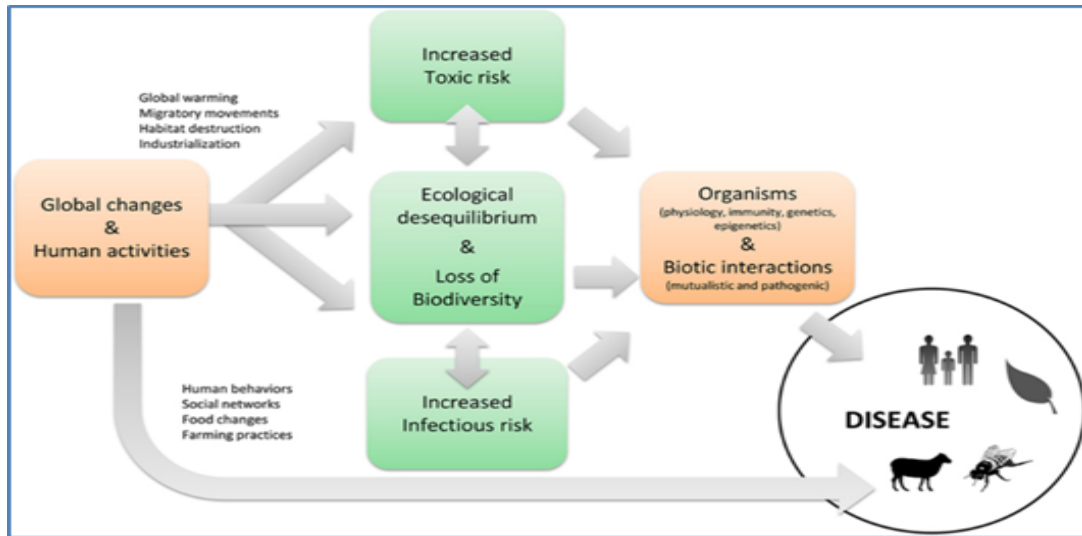 Increased
Toxic risk
Global warming
Migratory movements
Habitat destruction
Industrialization
Global changes
&
Human activities
Ecological
desequilibrium
&
Loss of
Biodiversity
Organisms
(physiology, immunity, genetics,
epigenetics)
&
Biotic interactions
(mutualistic and pathogenic)
Human behaviors
Social networks
Food changes
Farming practices
Increased
Infectious risk
DISEASE